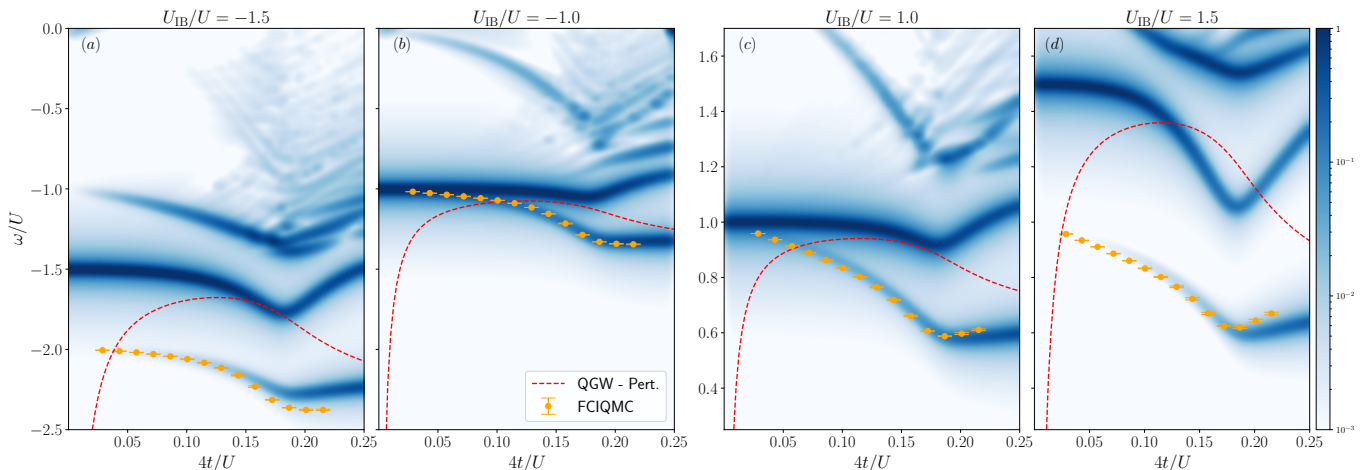 U_IB/U = −1.5
U_IB/U = −1.0
U_IB/U = 1.0
U_IB/U = 1.5
(a)
(b)
(c)
(d)
ω/U
0.0
−0.5
−1.0
−1.5
−2.0
−2.5
1.6
1.4
1.2
1.0
0.8
0.6
0.4
1
10⁻¹
10⁻²
10⁻³
QGW - Pert.
FCIQMC
0.05 0.10 0.15 0.20 0.25
0.05 0.10 0.15 0.20 0.25
0.05 0.10 0.15 0.20 0.25
0.05 0.10 0.15 0.20 0.25
4t/U
4t/U
4t/U
4t/U